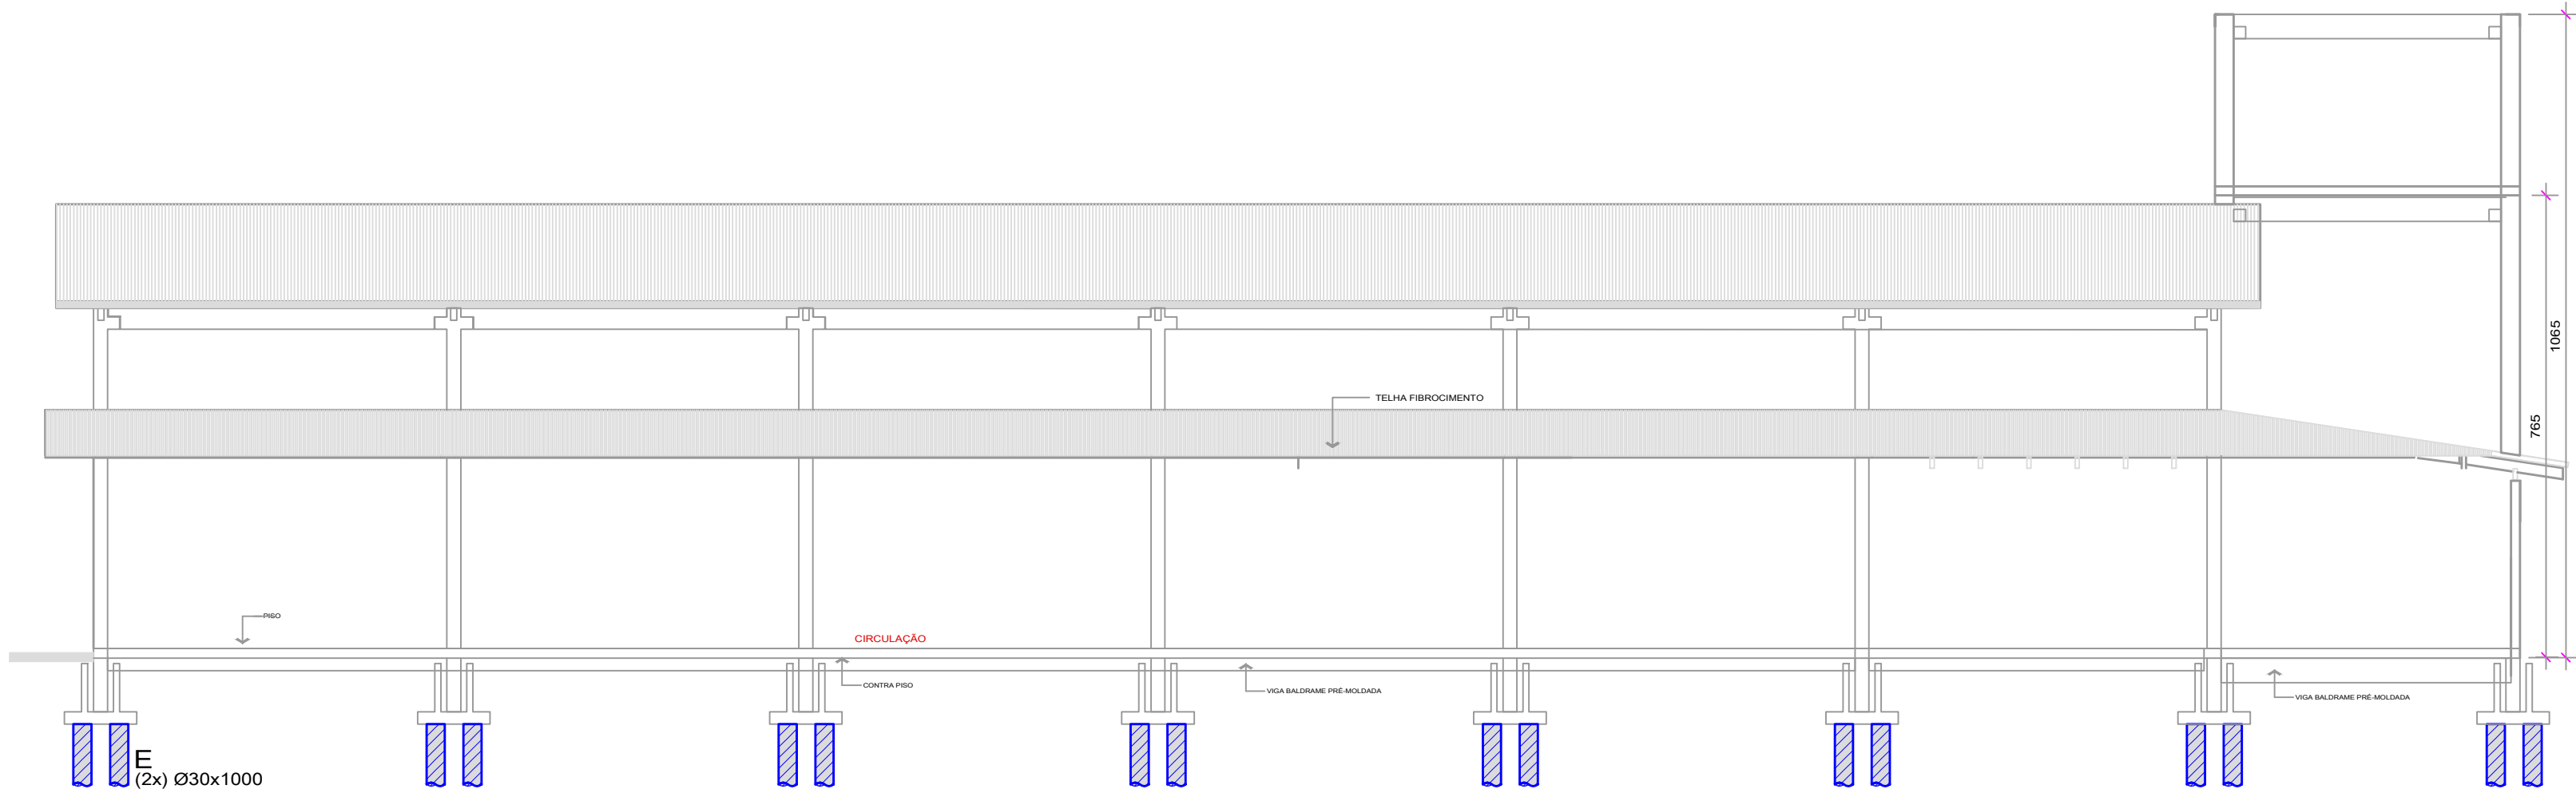 1065
TELHA FIBROCIMENTO
765
PISO
CIRCULAÇÃO
CONTRA PISO
VIGA BALDRAME PRÉ-MOLDADA
VIGA BALDRAME PRÉ-MOLDADA
E
(2x) Ø30x1000